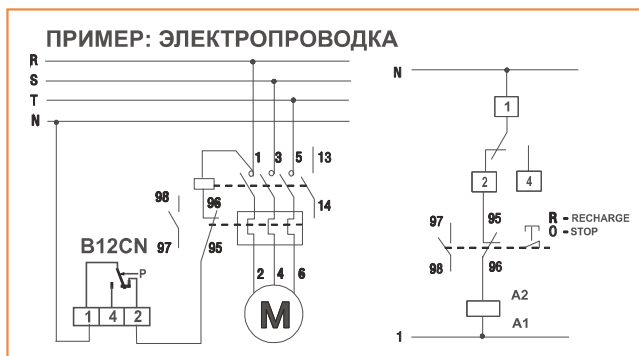 ПРИМЕР: ЭЛЕКТРОПРОВОДКА
R
S
T
N
1 3 5 13
14
98 96
97 95
2 4 6
B12CN
P
1 4 2
M
N
1
2 4
97 95
98 96
R - RECHARGE
O - STOP
A2
A1
1